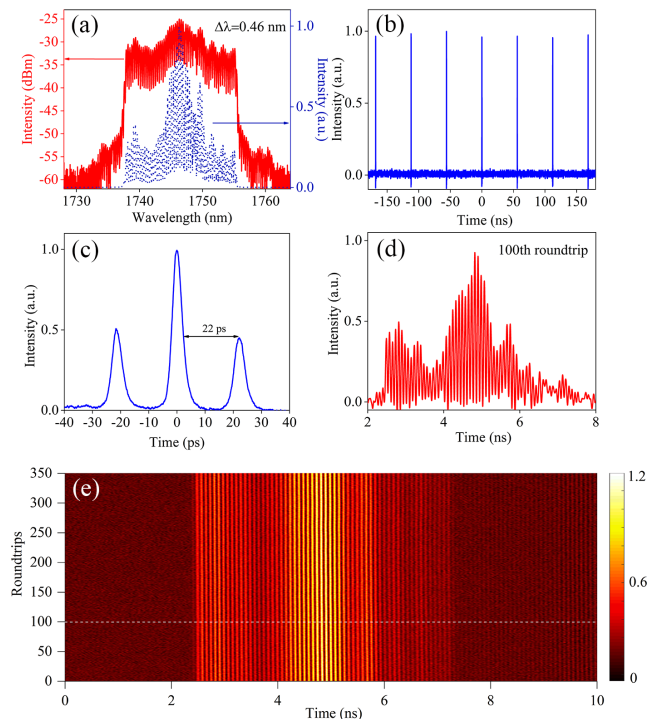 (a)
Δλ=0.46 nm
Intensity (dBm)
-25
-30
-35
-40
-45
-50
-55
-60
1730 1740 1750 1760
Wavelength (nm)
1.0
0.5
0.0
Intensity (a.u.)
(b)
Intensity (a.u.)
1.0
0.5
0.0
-150 -100 -50 0 50 100 150
Time (ns)
(c)
Intensity (a.u.)
1.0
0.5
0.0
22 ps
-40 -30 -20 -10 0 10 20 30 40
Time (ps)
(d)
100th roundtrip
Intensity (a.u.)
1.0
0.5
0.0
2 4 6 8
Time (ns)
(e)
Roundtrips
350
300
250
200
150
100
50
0
0 2 4 6 8 10
Time (ns)
1.2
0.6
0